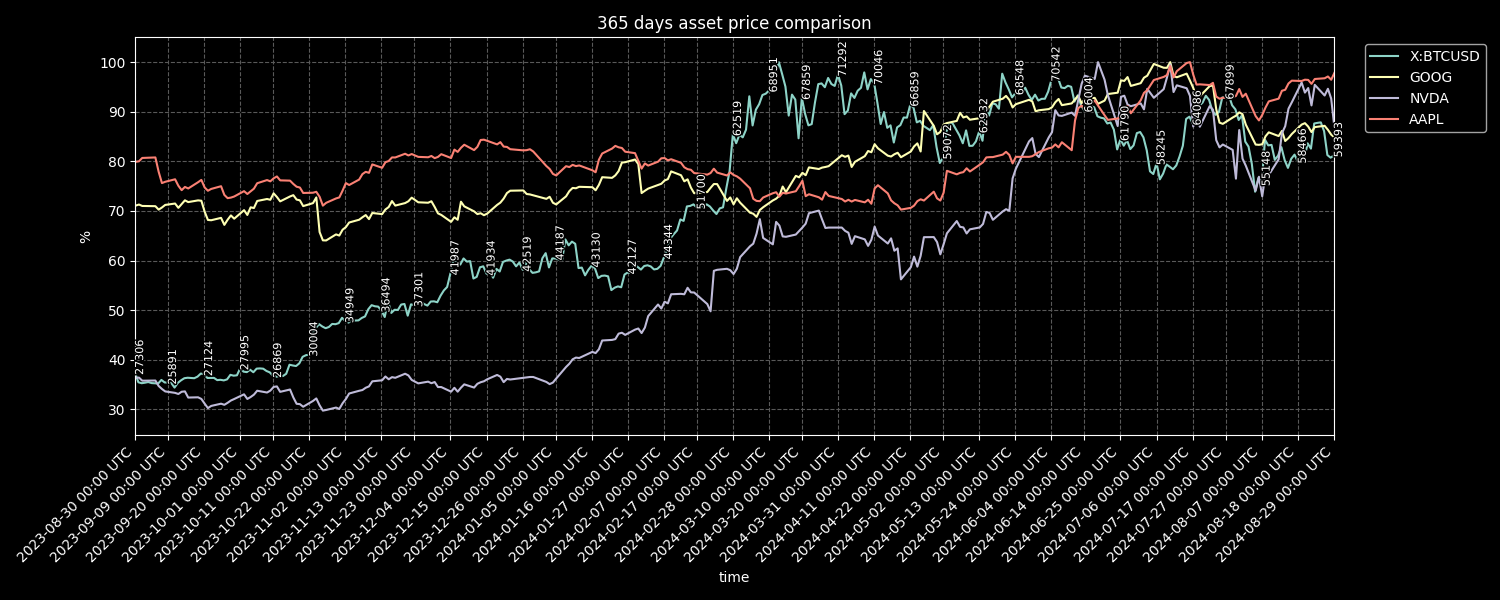 365 days asset price comparison
X:BTCUSD
GOOG
NVDA
AAPL
%
100
90
80
70
60
50
40
30
27306
25891
27124
27995
26869
30004
34949
36494
37301
41987
41934
42519
44187
43130
42127
44344
51700
62519
68951
67859
71292
70046
66859
59072
62932
68548
70542
66004
61790
58245
64086
67899
55148
58466
59393
2023-08-30 00:00 UTC
2023-09-09 00:00 UTC
2023-09-20 00:00 UTC
2023-10-01 00:00 UTC
2023-10-11 00:00 UTC
2023-10-22 00:00 UTC
2023-11-02 00:00 UTC
2023-11-13 00:00 UTC
2023-11-23 00:00 UTC
2023-12-04 00:00 UTC
2023-12-15 00:00 UTC
2023-12-26 00:00 UTC
2024-01-05 00:00 UTC
2024-01-16 00:00 UTC
2024-01-27 00:00 UTC
2024-02-07 00:00 UTC
2024-02-17 00:00 UTC
2024-02-28 00:00 UTC
2024-03-10 00:00 UTC
2024-03-20 00:00 UTC
2024-03-31 00:00 UTC
2024-04-11 00:00 UTC
2024-04-22 00:00 UTC
2024-05-02 00:00 UTC
2024-05-13 00:00 UTC
2024-05-24 00:00 UTC
2024-06-04 00:00 UTC
2024-06-14 00:00 UTC
2024-06-25 00:00 UTC
2024-07-06 00:00 UTC
2024-07-17 00:00 UTC
2024-07-27 00:00 UTC
2024-08-07 00:00 UTC
2024-08-18 00:00 UTC
2024-08-29 00:00 UTC
time